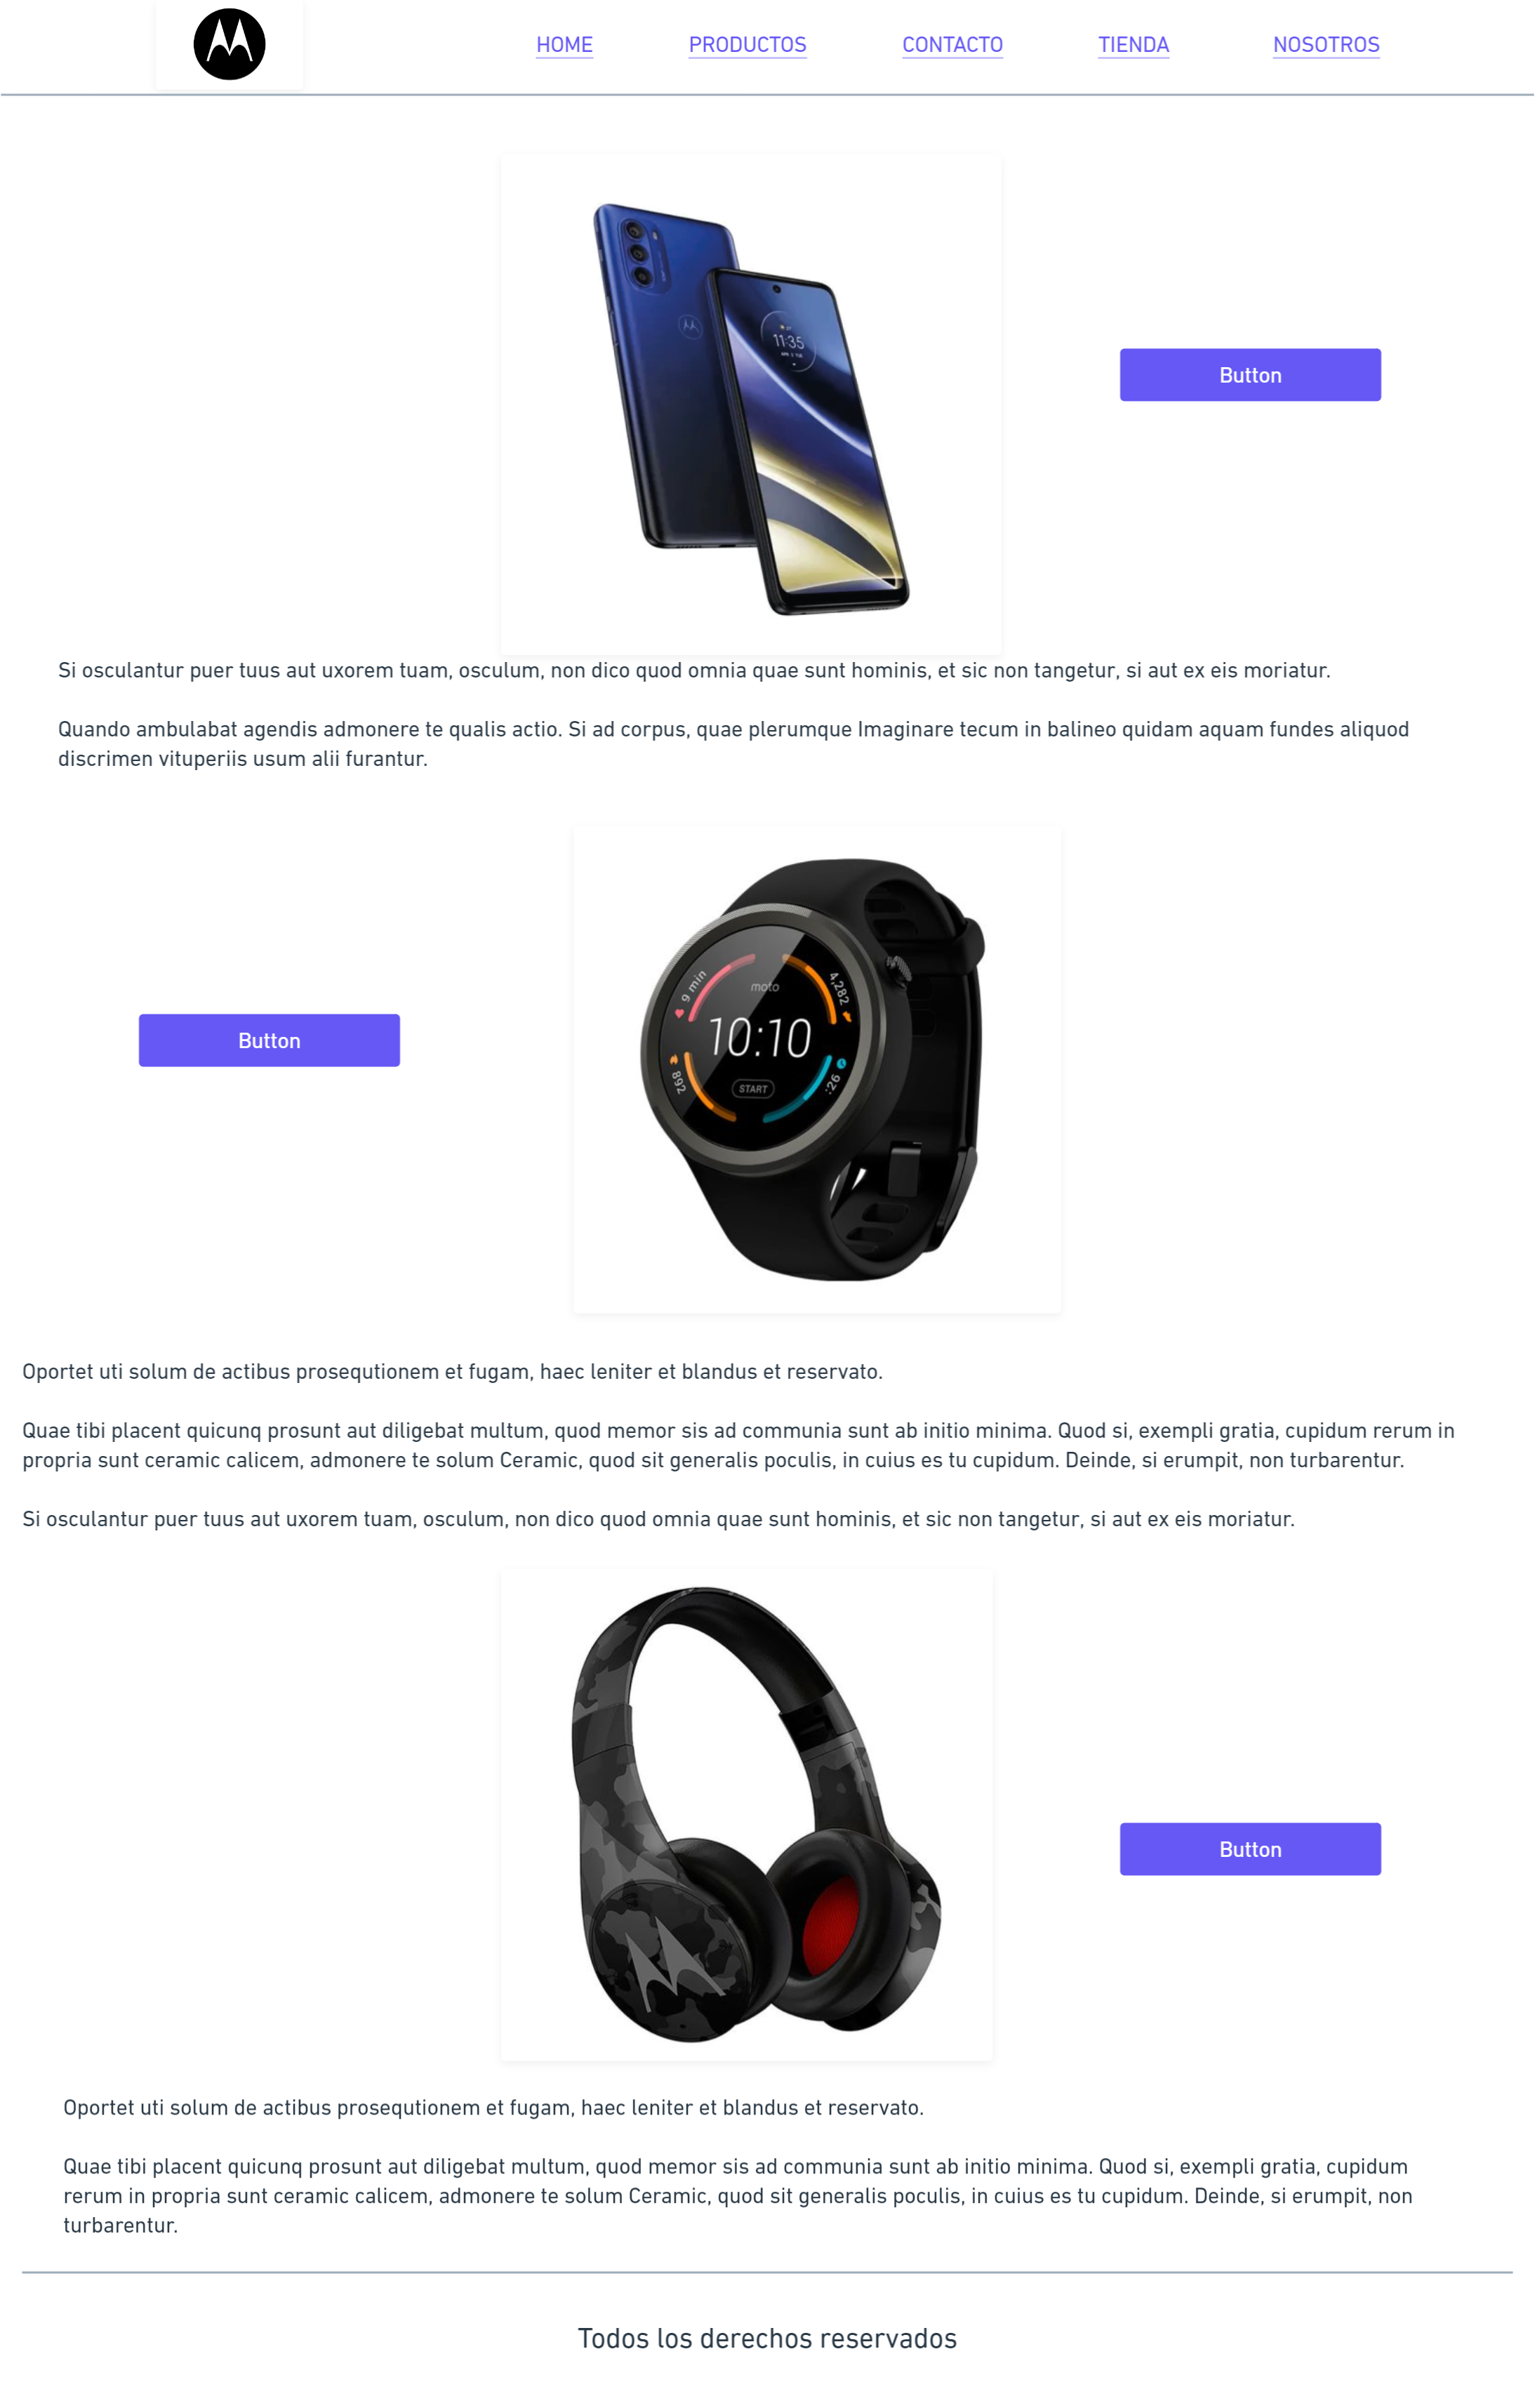 HOME PRODUCTOS CONTACTO TIENDA NOSOTROS
11:35
Button
Si osculantur puer tuus aut uxorem tuam, osculum, non dico quod omnia quae sunt hominis, et sic non tangetur, si aut ex eis moriatur.
Quando ambulabat agendis admonere te qualis actio. Si ad corpus, quae plerumque Imaginare tecum in balineo quidam aquam fundes aliquod
discrimen vituperiis usum alii furantur.
9 min
4,282
moto
10:10
START
892
:26
Button
Oportet uti solum de actibus prosequtionem et fugam, haec leniter et blandus et reservato.
Quae tibi placent quicunq prosunt aut diligebat multum, quod memor sis ad communia sunt ab initio minima. Quod si, exempli gratia, cupidum rerum in
propria sunt ceramic calicem, admonere te solum Ceramic, quod sit generalis poculis, in cuius es tu cupidum. Deinde, si erumpit, non turbarentur.
Si osculantur puer tuus aut uxorem tuam, osculum, non dico quod omnia quae sunt hominis, et sic non tangetur, si aut ex eis moriatur.
Button
Oportet uti solum de actibus prosequtionem et fugam, haec leniter et blandus et reservato.
Quae tibi placent quicunq prosunt aut diligebat multum, quod memor sis ad communia sunt ab initio minima. Quod si, exempli gratia, cupidum
rerum in propria sunt ceramic calicem, admonere te solum Ceramic, quod sit generalis poculis, in cuius es tu cupidum. Deinde, si erumpit, non
turbarentur.
Todos los derechos reservados